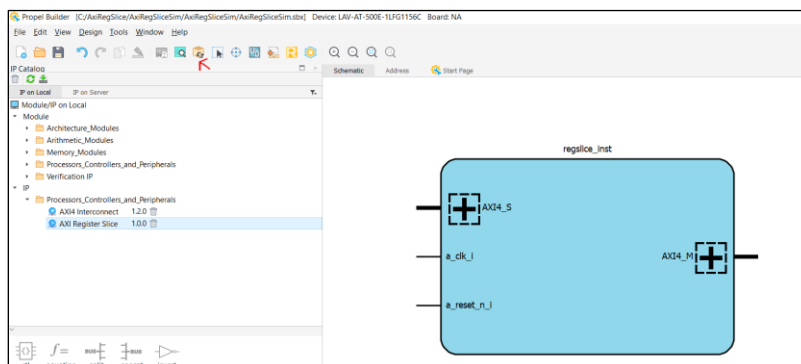 Propel Builder [C:/AxiRegSlice/AxiRegSliceSim/AxiRegSliceSim/AxiRegSliceSim.sbx] Device: LAV-AT-500E-1LFG1156C Board: NA
File Edit View Design Tools Window Help
IP Catalog
IP on Local IP on Server
Module/IP on Local
Module
Architecture_Modules
Arithmetic_Modules
Memory_Modules
Processors_Controllers_and_Peripherals
Verification IP
IP
Processors_Controllers_and_Peripherals
AXI4 Interconnect 1.2.0
AXI Register Slice 1.0.0
Schematic Address Start Page
regslice_inst
AXI4_S
a_clk_i
AXI4_M
a_reset_n_i